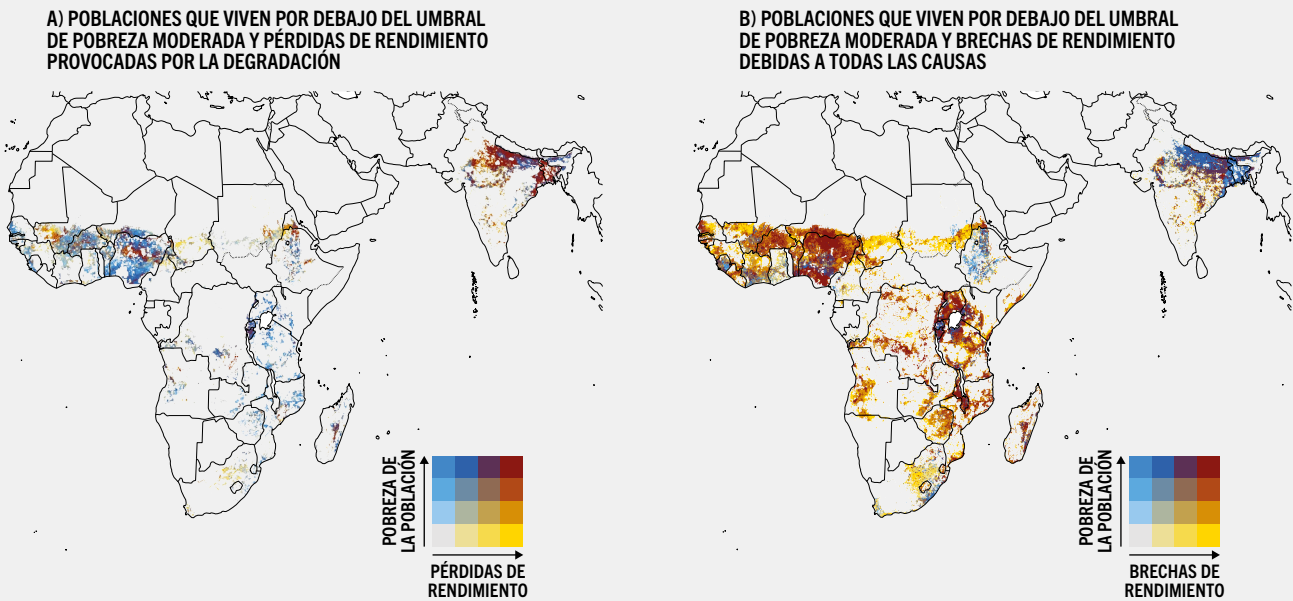 A) POBLACIONES QUE VIVEN POR DEBAJO DEL UMBRAL
DE POBREZA MODERADA Y PÉRDIDAS DE RENDIMIENTO
PROVOCADAS POR LA DEGRADACIÓN
POBREZA DE
LA POBLACIÓN
PÉRDIDAS DE
RENDIMIENTO
B) POBLACIONES QUE VIVEN POR DEBAJO DEL UMBRAL
DE POBREZA MODERADA Y BRECHAS DE RENDIMIENTO
DEBIDAS A TODAS LAS CAUSAS
POBREZA DE
LA POBLACIÓN
BRECHAS DE
RENDIMIENTO